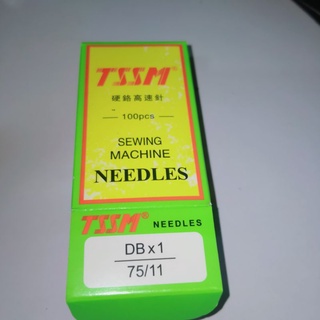 TSSM®
硬鉻高速針
100pcs
SEWING
MACHINE
NEEDLES
TSSM® NEEDLES
DB x 1
75/11